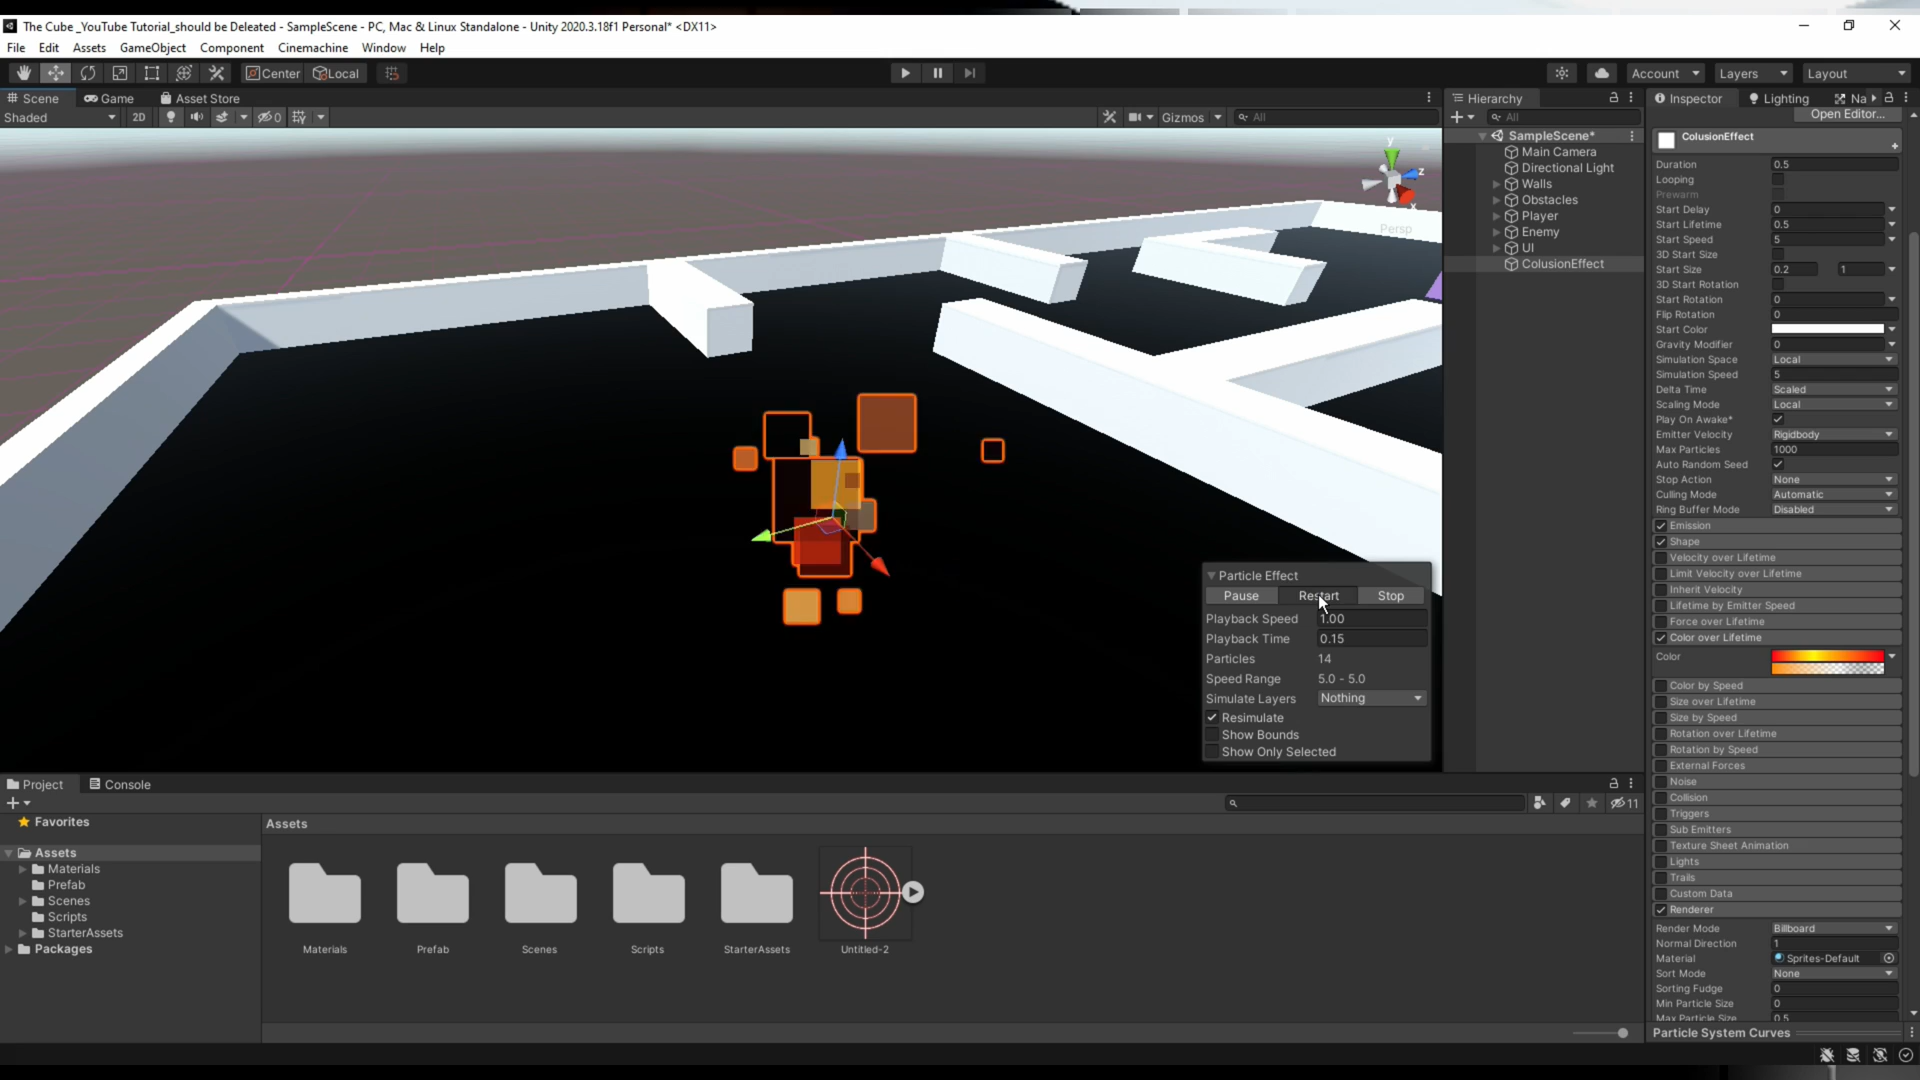 The Cube _YouTube Tutorial_should be Deleated - SampleScene - PC, Mac & Linux Standalone - Unity 2020.3.18f1 Personal* <DX11>
File Edit Assets GameObject Component Cinemachine Window Help
Center Local Account Layers Layout
Scene Game Asset Store
Shaded 2D 0 Gizmos All
y
z
x
Persp
Particle Effect
Pause Restart Stop
Playback Speed 1.00
Playback Time 0.15
Particles 14
Speed Range 5.0 - 5.0
Simulate Layers Nothing
Resimulate
Show Bounds
Show Only Selected
Hierarchy
All
SampleScene*
Main Camera
Directional Light
Walls
Obstacles
Player
Enemy
UI
ColusionEffect
Inspector Lighting Na
Open Editor...
ColusionEffect
Duration 0.5
Looping
Prewarm
Start Delay 0
Start Lifetime 0.5
Start Speed 5
3D Start Size
Start Size 0.2 1
3D Start Rotation
Start Rotation 0
Flip Rotation 0
Start Color
Gravity Modifier 0
Simulation Space Local
Simulation Speed 5
Delta Time Scaled
Scaling Mode Local
Play On Awake*
Emitter Velocity Rigidbody
Max Particles 1000
Auto Random Seed
Stop Action None
Culling Mode Automatic
Ring Buffer Mode Disabled
Emission
Shape
Velocity over Lifetime
Limit Velocity over Lifetime
Inherit Velocity
Lifetime by Emitter Speed
Force over Lifetime
Color over Lifetime
Color
Color by Speed
Size over Lifetime
Size by Speed
Rotation over Lifetime
Rotation by Speed
External Forces
Noise
Collision
Triggers
Sub Emitters
Texture Sheet Animation
Lights
Trails
Custom Data
Renderer
Render Mode Billboard
Normal Direction 1
Material Sprites-Default
Sort Mode None
Sorting Fudge 0
Min Particle Size 0
Max Particle Size 0.5
Particle System Curves
Project Console
11
Favorites
Assets
Materials
Prefab
Scenes
Scripts
StarterAssets
Packages
Assets
Materials Prefab Scenes Scripts StarterAssets Untitled-2